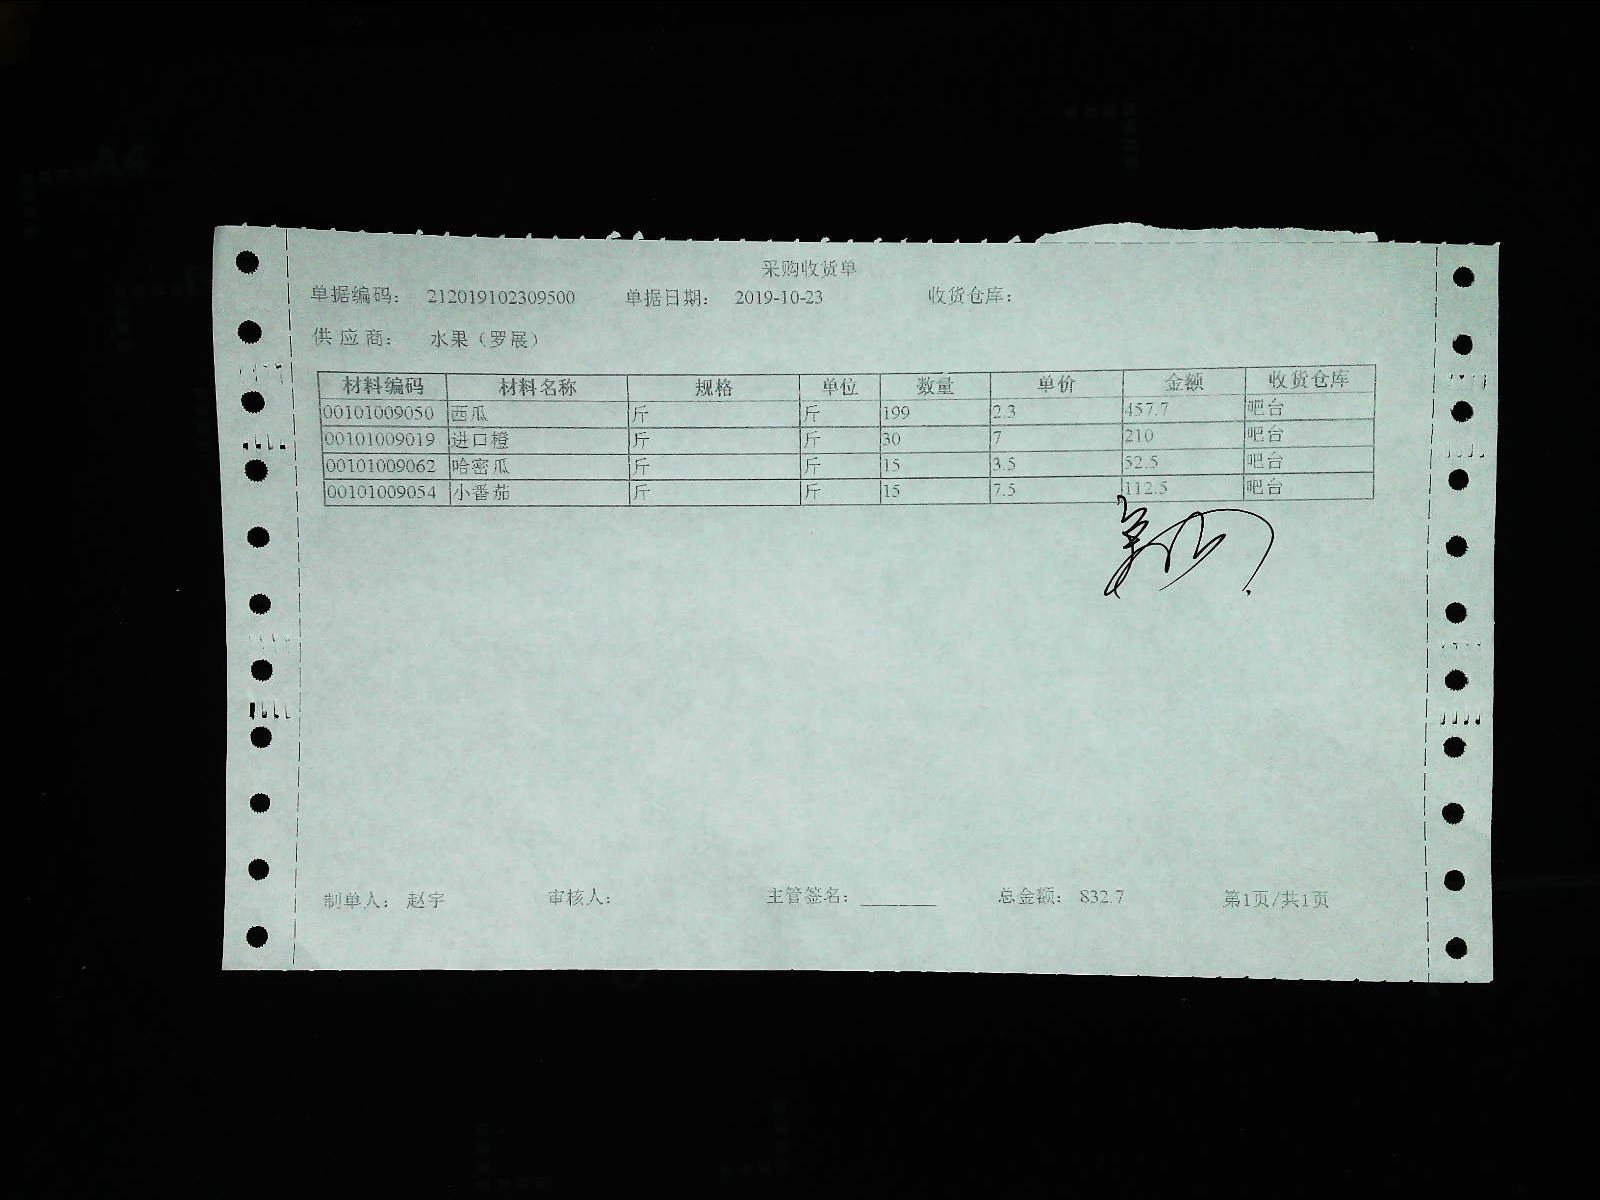 采购收货单
单据编码: 212019102309500 单据日期: 2019-10-23 收货仓库:
供应商: 水果(罗展)
材料编码 材料名称 规格 单位 数量 单价 金额 收货仓库
00101009050 西瓜 斤 斤 199 2.3 457.7 吧台
00101009019 进口橙 斤 斤 30 7 210 吧台
00101009062 哈密瓜 斤 斤 15 3.5 52.5 吧台
00101009054 小番茄 斤 斤 15 7.5 112.5 吧台
制单人: 赵宇 审核人: 主管签名: 总金额: 832.7 第1页/共1页